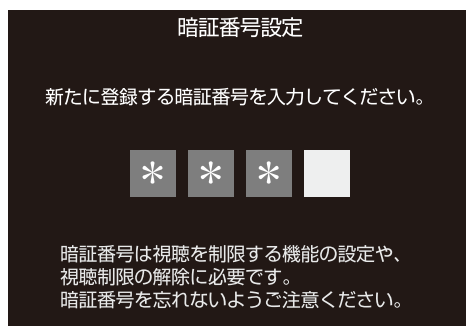 暗証番号設定
新たに登録する暗証番号を入力してください。
＊ ＊ ＊
暗証番号は視聴を制限する機能の設定や、
視聴制限の解除に必要です。
暗証番号を忘れないようご注意ください。